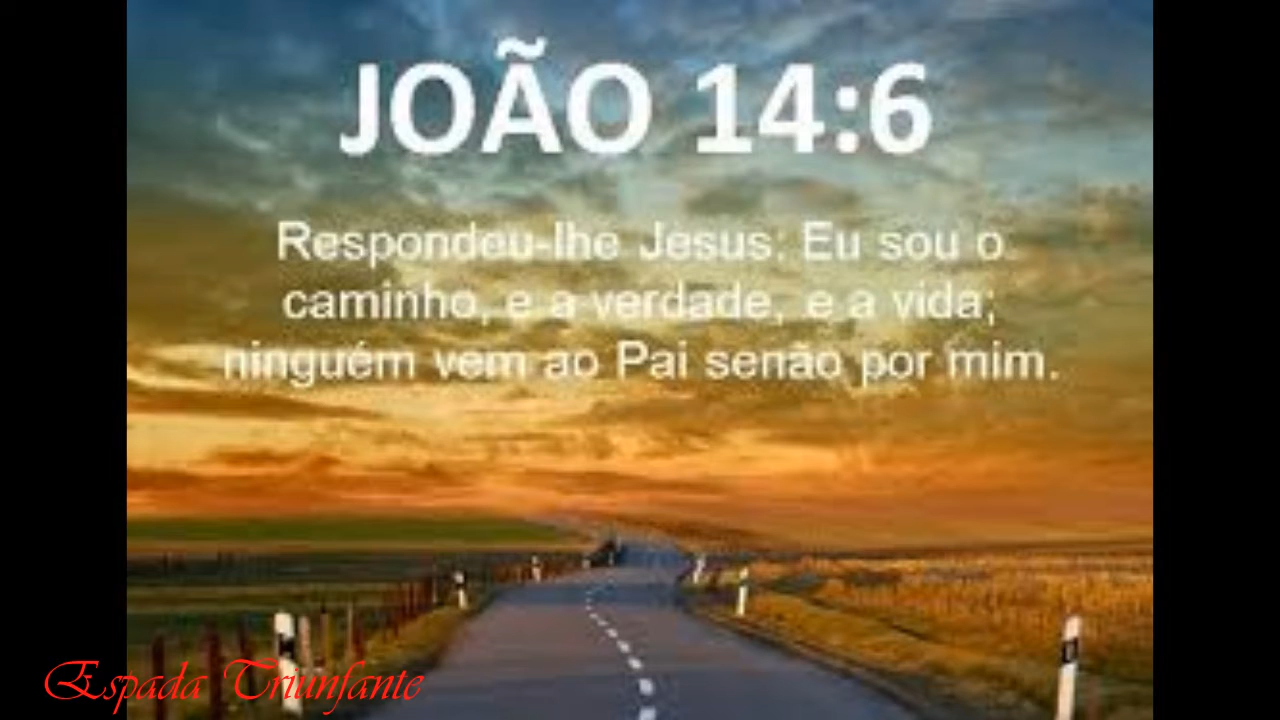 JOÃO 14:6
Respondeu-lhe Jesus: Eu sou o
caminho, e a verdade, e a vida;
ninguém vem ao Pai senão por mim.
Espada Triunfante